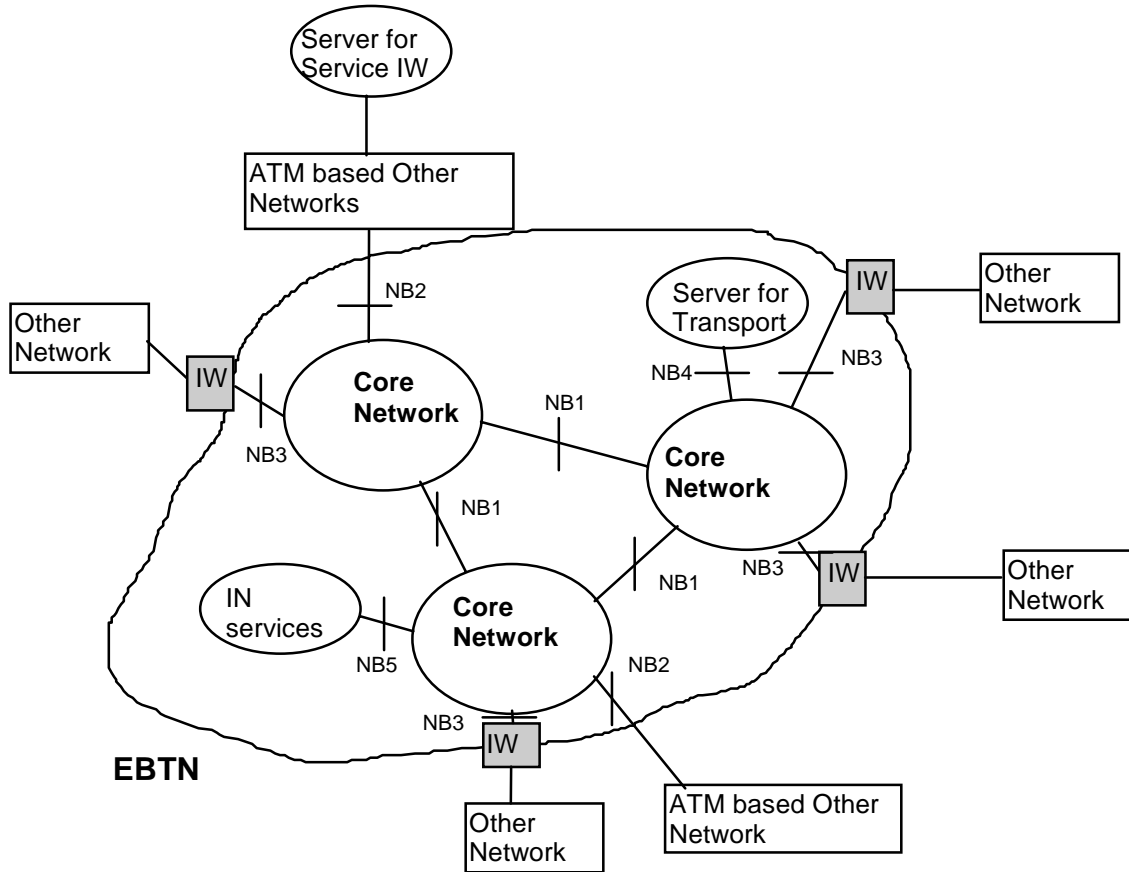 Server for
Service IW
ATM based Other
Networks
NB2
Other
Network
IW
NB3
Core
Network
NB1
Server for
Transport
NB4
NB3
IW
Other
Network
Core
Network
NB1
NB1
NB3
IW
Other
Network
IN
services
NB5
Core
Network
NB2
NB3
IW
EBTN
Other
Network
ATM based Other
Network